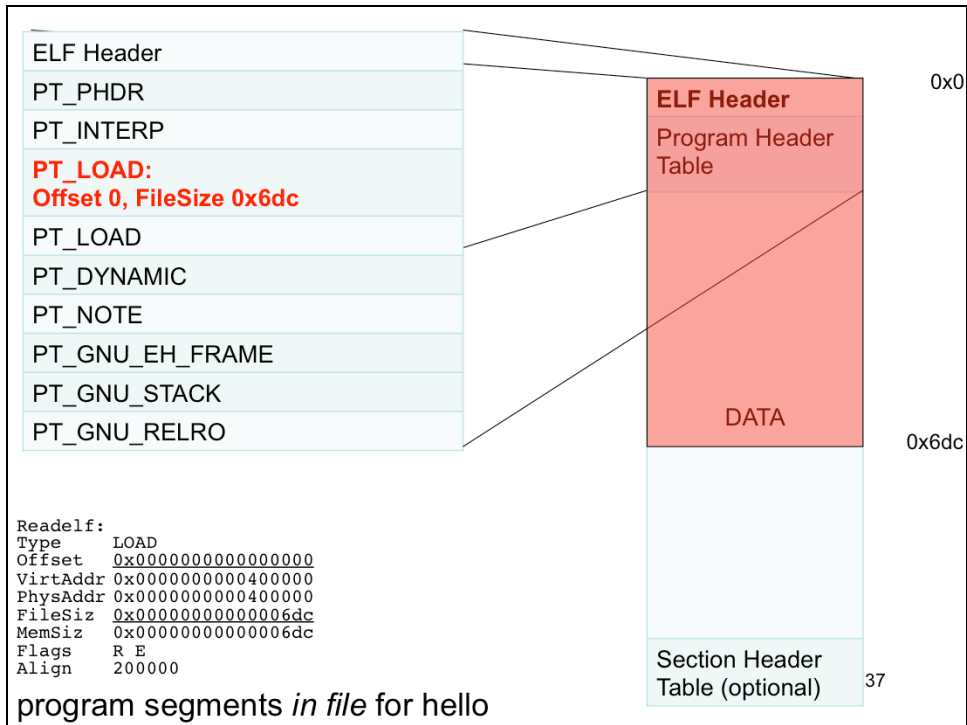 ELF Header
PT_PHDR
PT_INTERP
PT_LOAD:
Offset 0, FileSize 0x6dc
PT_LOAD
PT_DYNAMIC
PT_NOTE
PT_GNU_EH_FRAME
PT_GNU_STACK
PT_GNU_RELRO
0x0
ELF Header
Program Header
Table
DATA
0x6dc
Section Header
Table (optional)
37
Readelf:
Type LOAD
Offset 0x0000000000000000
VirtAddr 0x0000000000400000
PhysAddr 0x0000000000400000
FileSiz 0x00000000000006dc
MemSiz 0x00000000000006dc
Flags R E
Align 200000
program segments in file for hello